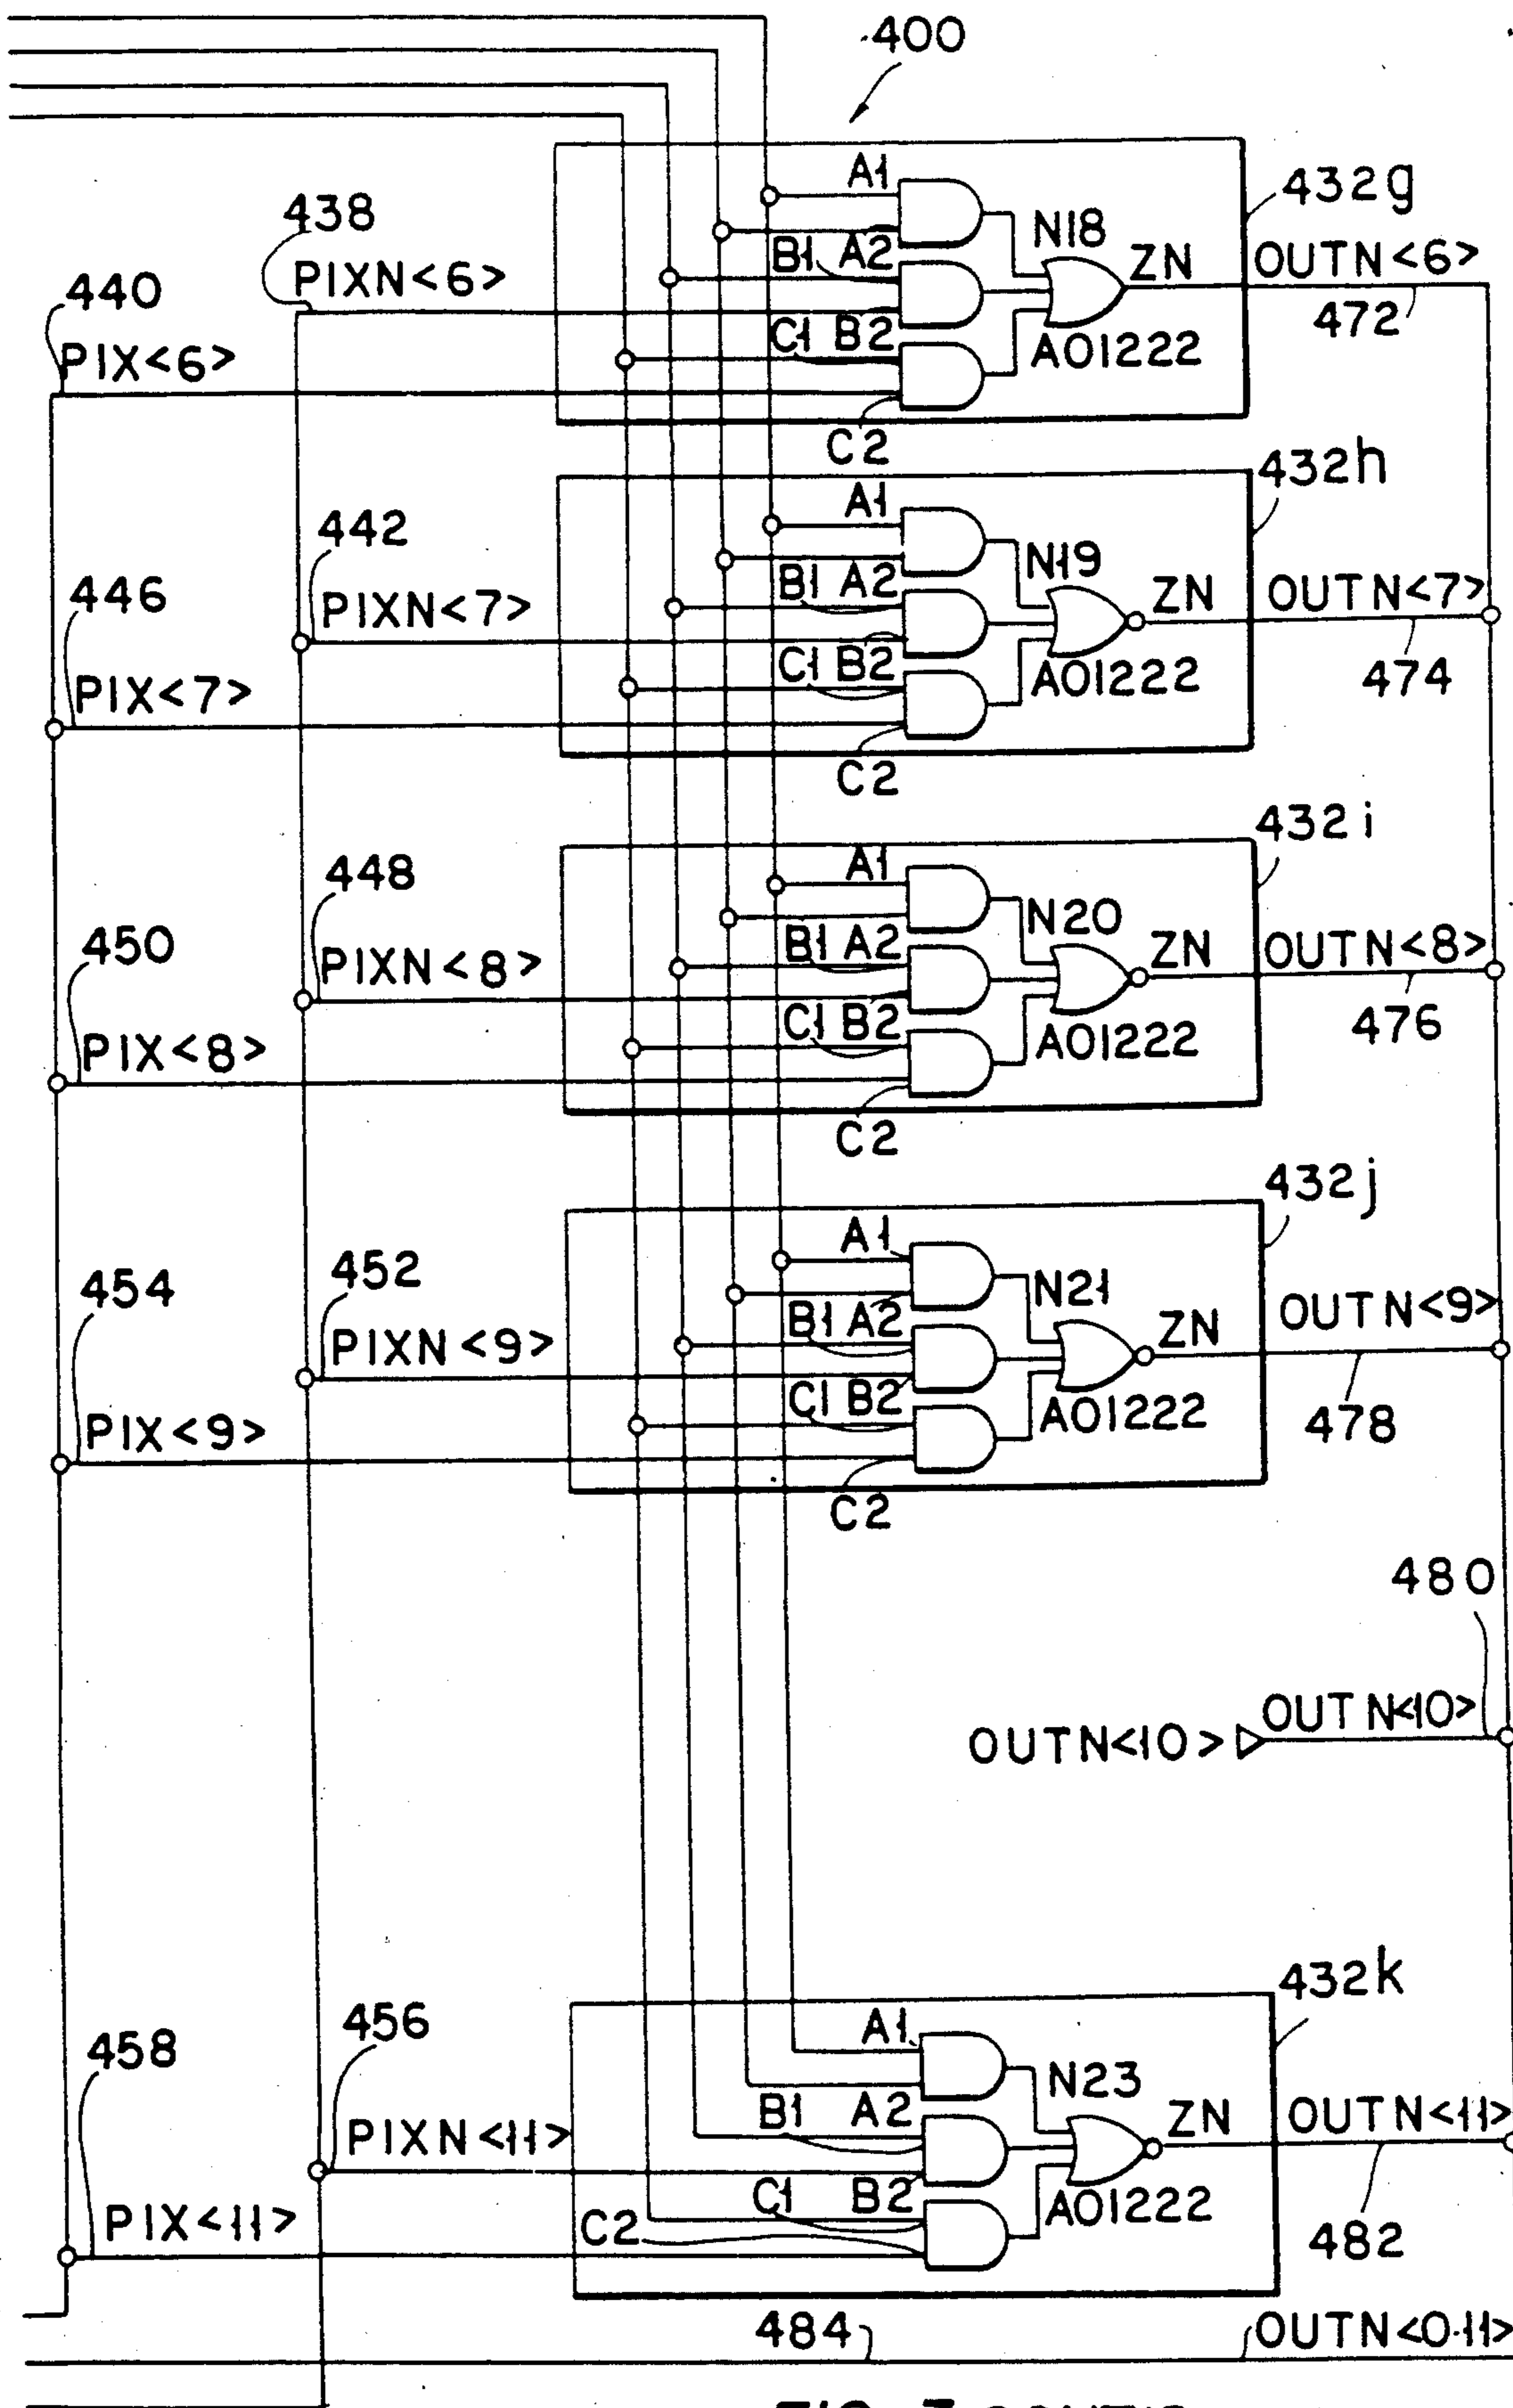 400
A1
432g
438
N18
B1 A2
ZN
OUTN<6>
PIXN<6>
440
472
C1 B2
AO1222
PIX<6>
C2
432h
A1
442
N19
B1 A2
ZN
OUTN<7>
446
PIXN<7>
C1 B2
AO1222
474
PIX<7>
C2
432i
A1
448
N20
450
B1 A2
ZN
OUTN<8>
PIXN<8>
C1 B2
476
PIX<8>
AO1222
C2
432j
A1
452
454
N21
OUTN<9>
B1 A2
ZN
PIXN<9>
C1 B2
AO1222
478
PIX<9>
C2
480
OUTN<10>
OUTN<10>
432k
456
A1
458
N23
B1 A2
ZN
OUTN<11>
PIXN<11>
C1 B2
AO1222
PIX<11>
C2
482
484
OUTN<0-11>